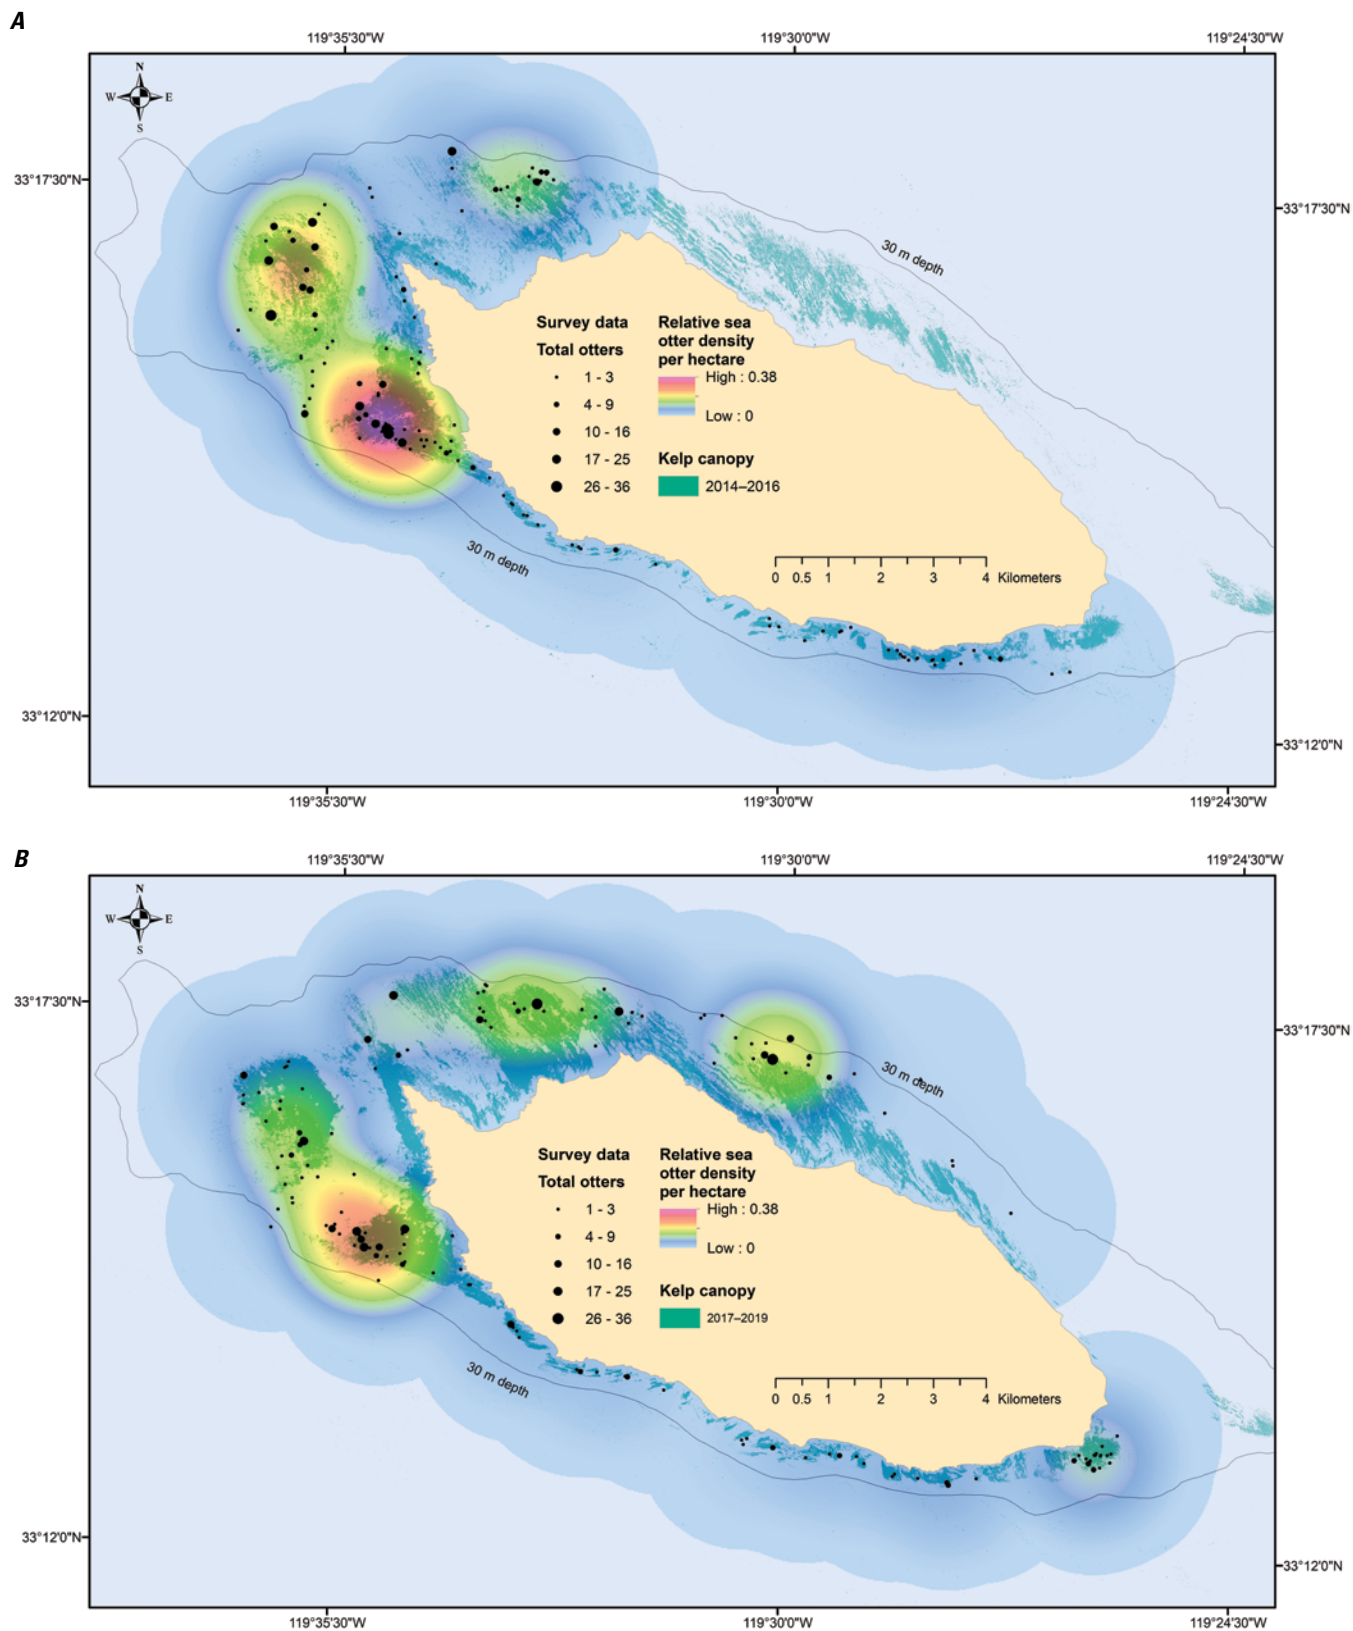 A
119°35'30"W
119°30'0"W
119°24'30"W
N
W E
S
33°17'30"N
33°17'30"N
30 m depth
Survey data
Total otters
1 - 3
4 - 9
10 - 16
17 - 25
26 - 36
Relative sea
otter density
per hectare
High : 0.38
Low : 0
Kelp canopy
2014–2016
30 m depth
0 0.5 1 2 3 4 Kilometers
33°12'0"N
33°12'0"N
119°35'30"W
119°30'0"W
119°24'30"W
B
119°35'30"W
119°30'0"W
119°24'30"W
N
W E
S
33°17'30"N
33°17'30"N
30 m depth
Survey data
Total otters
1 - 3
4 - 9
10 - 16
17 - 25
26 - 36
Relative sea
otter density
per hectare
High : 0.38
Low : 0
Kelp canopy
2017–2019
30 m depth
0 0.5 1 2 3 4 Kilometers
33°12'0"N
33°12'0"N
119°35'30"W
119°30'0"W
119°24'30"W